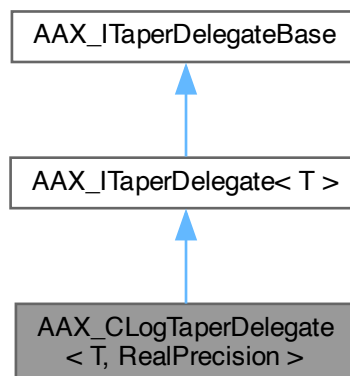 AAX_ITaperDelegateBase
AAX_ITaperDelegate< T >
AAX_CLogTaperDelegate
< T, RealPrecision >